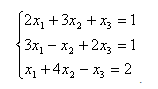 2x₁ + 3x₂ + x₃ = 1
3x₁ − x₂ + 2x₃ = 1
x₁ + 4x₂ − x₃ = 2